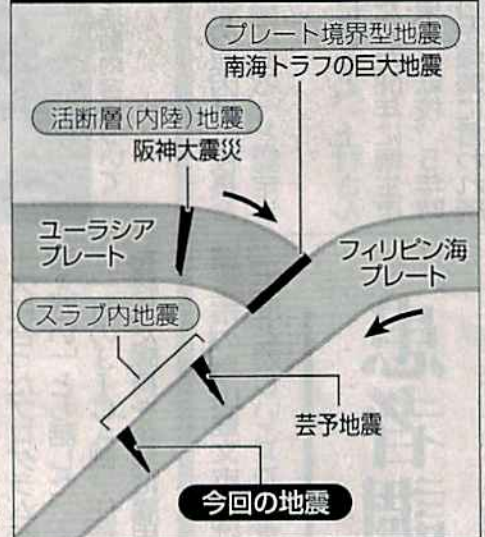 プレート境界型地震
南海トラフの巨大地震
活断層(内陸)地震
阪神大震災
ユーラシア
プレート
フィリピン海
プレート
スラブ内地震
芸予地震
今回の地震